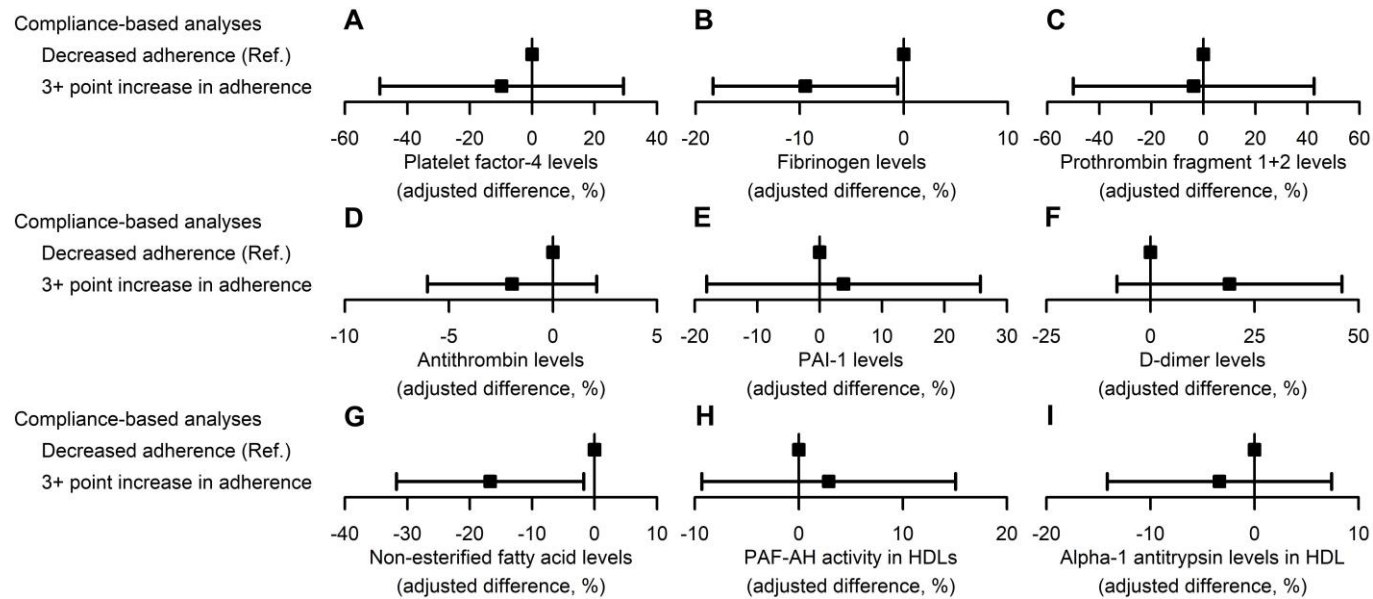 Compliance-based analyses
Decreased adherence (Ref.)
3+ point increase in adherence
A
-60 -40 -20 0 20 40
Platelet factor-4 levels
(adjusted difference, %)
B
-20 -10 0 10
Fibrinogen levels
(adjusted difference, %)
C
-60 -40 -20 0 20 40 60
Prothrombin fragment 1+2 levels
(adjusted difference, %)
Compliance-based analyses
Decreased adherence (Ref.)
3+ point increase in adherence
D
-10 -5 0 5
Antithrombin levels
(adjusted difference, %)
E
-20 -10 0 10 20 30
PAI-1 levels
(adjusted difference, %)
F
-25 0 25 50
D-dimer levels
(adjusted difference, %)
Compliance-based analyses
Decreased adherence (Ref.)
3+ point increase in adherence
G
-40 -30 -20 -10 0 10
Non-esterified fatty acid levels
(adjusted difference, %)
H
-10 0 10 20
PAF-AH activity in HDLs
(adjusted difference, %)
I
-20 -10 0 10
Alpha-1 antitrypsin levels in HDL
(adjusted difference, %)